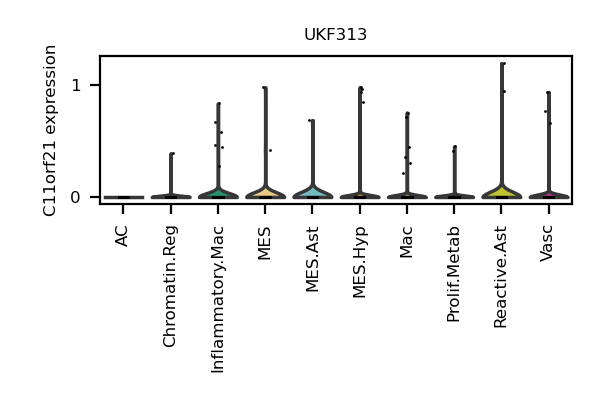 UKF313
C11orf21 expression
1
0
AC
Chromatin.Reg
Inflammatory.Mac
MES
MES.Ast
MES.Hyp
Mac
Prolif.Metab
Reactive.Ast
Vasc